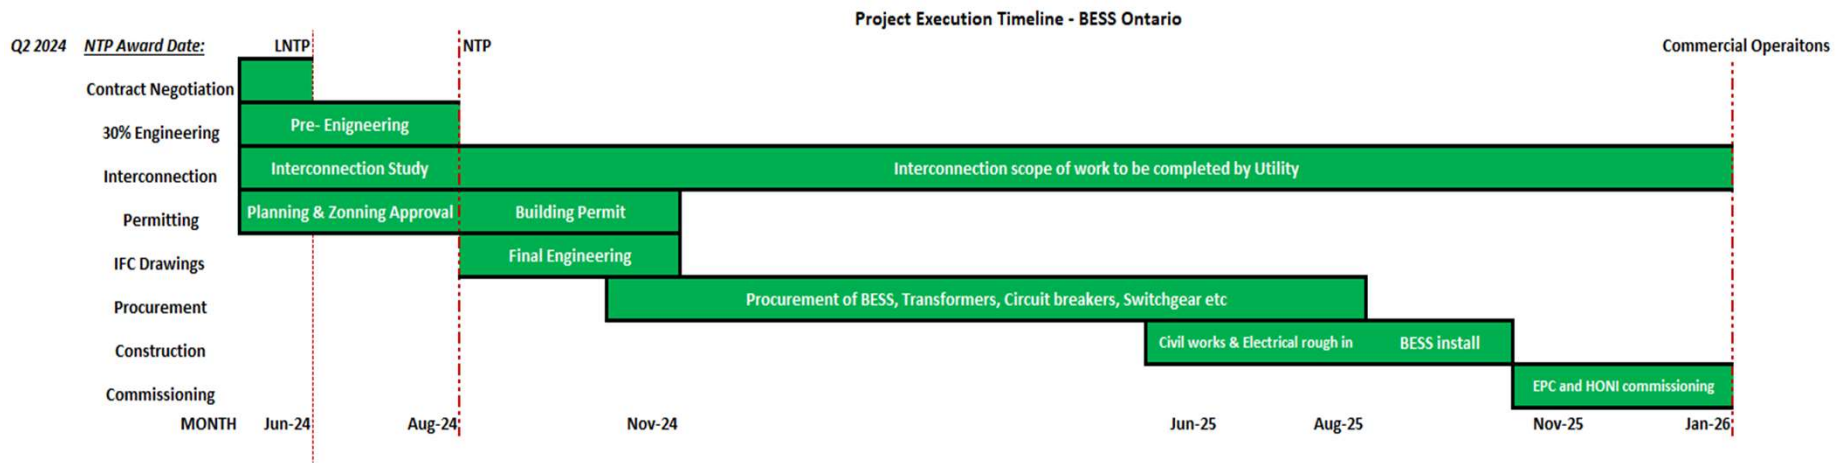 Project Execution Timeline - BESS Ontario
Q2 2024 NTP Award Date: LNTP NTP Commercial Operaitons
Contract Negotiation
30% Engineering Pre- Enigneering
Interconnection Interconnection Study Interconnection scope of work to be completed by Utility
Permitting Planning & Zonning Approval Building Permit
IFC Drawings Final Engineering
Procurement Procurement of BESS, Transformers, Circuit breakers, Switchgear etc
Construction Civil works & Electrical rough in BESS install
Commissioning EPC and HONI commissioning
MONTH Jun-24 Aug-24 Nov-24 Jun-25 Aug-25 Nov-25 Jan-26